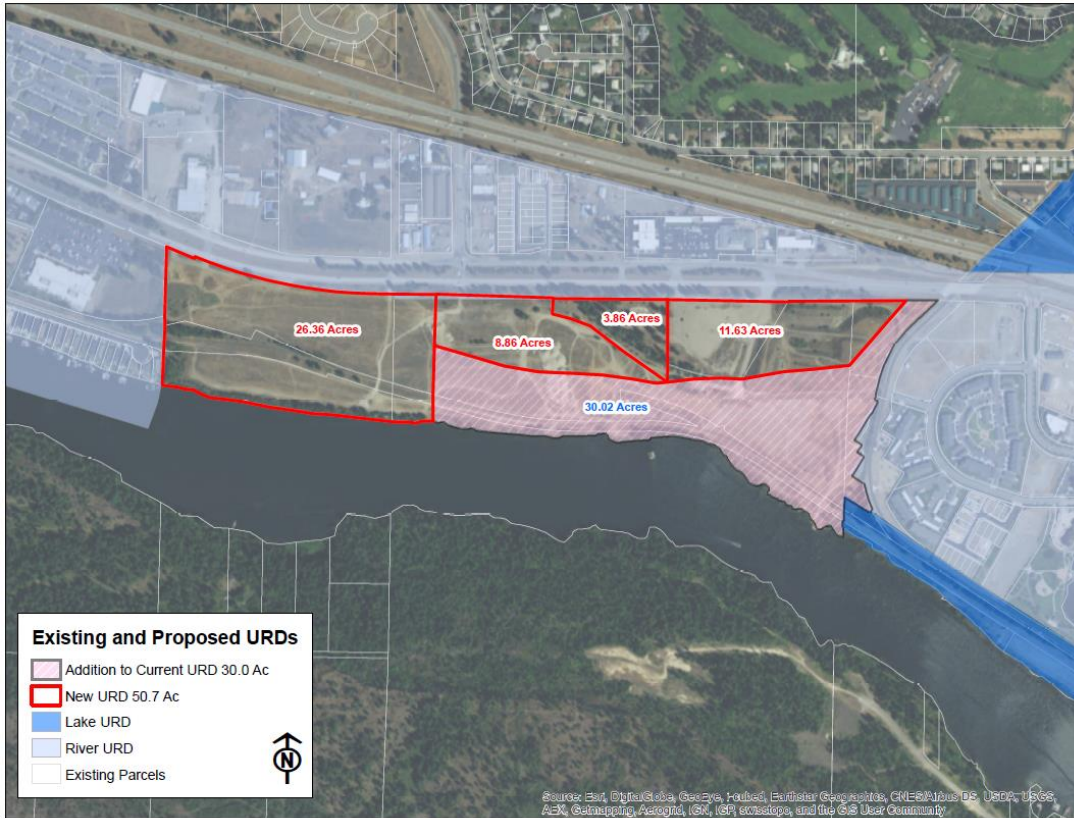 26.36 Acres
8.86 Acres
3.86 Acres
11.63 Acres
30.02 Acres
Existing and Proposed URDs
Addition to Current URD 30.0 Ac
New URD 50.7 Ac
Lake URD
River URD
Existing Parcels
N
Source: Esri, DigitalGlobe, GeoEye, i-cubed, Earthstar Geographics, CNES/Airbus DS, USDA, USGS,
AEX, Getmapping, Aerogrid, IGN, IGP, swisstopo, and the GIS User Community